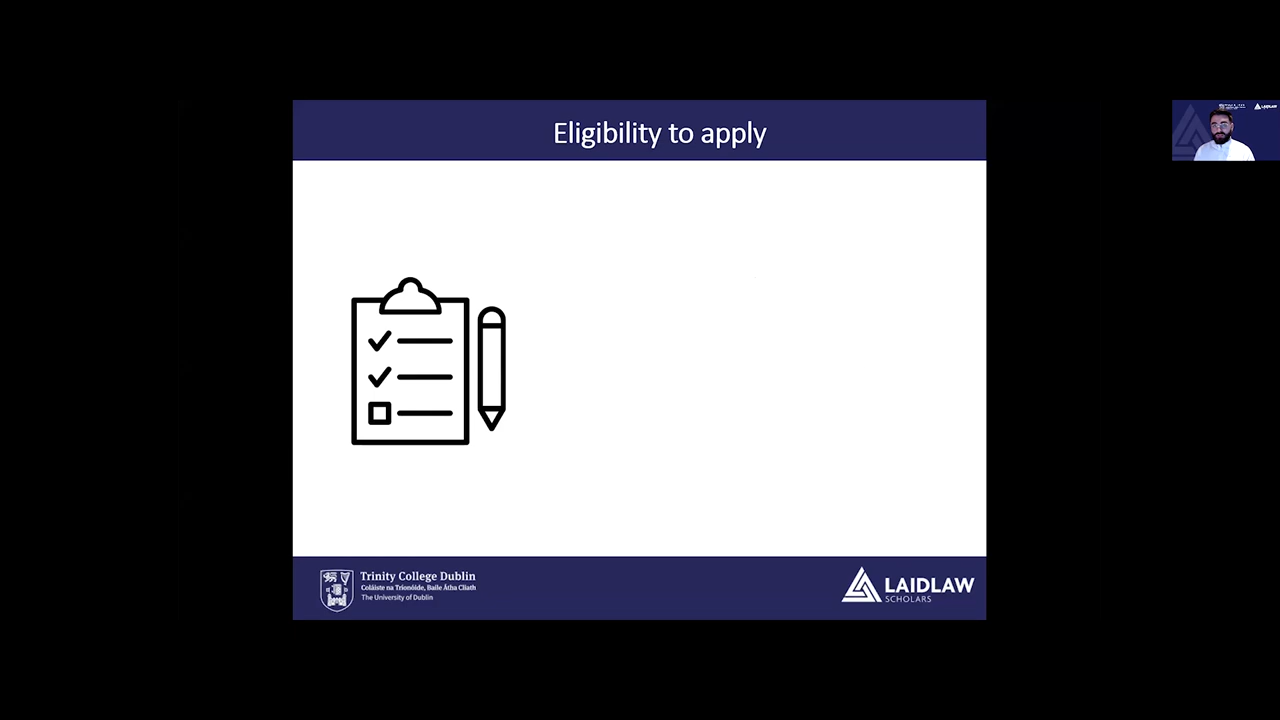 Eligibility to apply
Trinity College Dublin
Coláiste na Tríonóide, Baile Átha Cliath
The University of Dublin
LAIDLAW
SCHOLARS